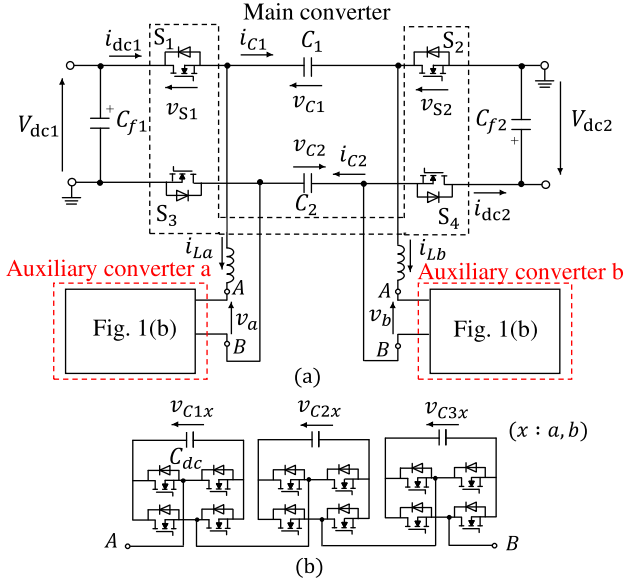 Main converter
i_dc1 S₁ i_C1 C₁ S₂
v_S1 v_C1 v_S2
V_dc1 + C_f1 C_f2 + V_dc2
v_C2 i_C2
S₃ C₂ S₄ i_dc2
i_La i_Lb
Auxiliary converter a Auxiliary converter b
A A
Fig. 1(b) v_a v_b Fig. 1(b)
B B
(a)
v_C1x v_C2x v_C3x (x : a, b)
C_dc
A B
(b)